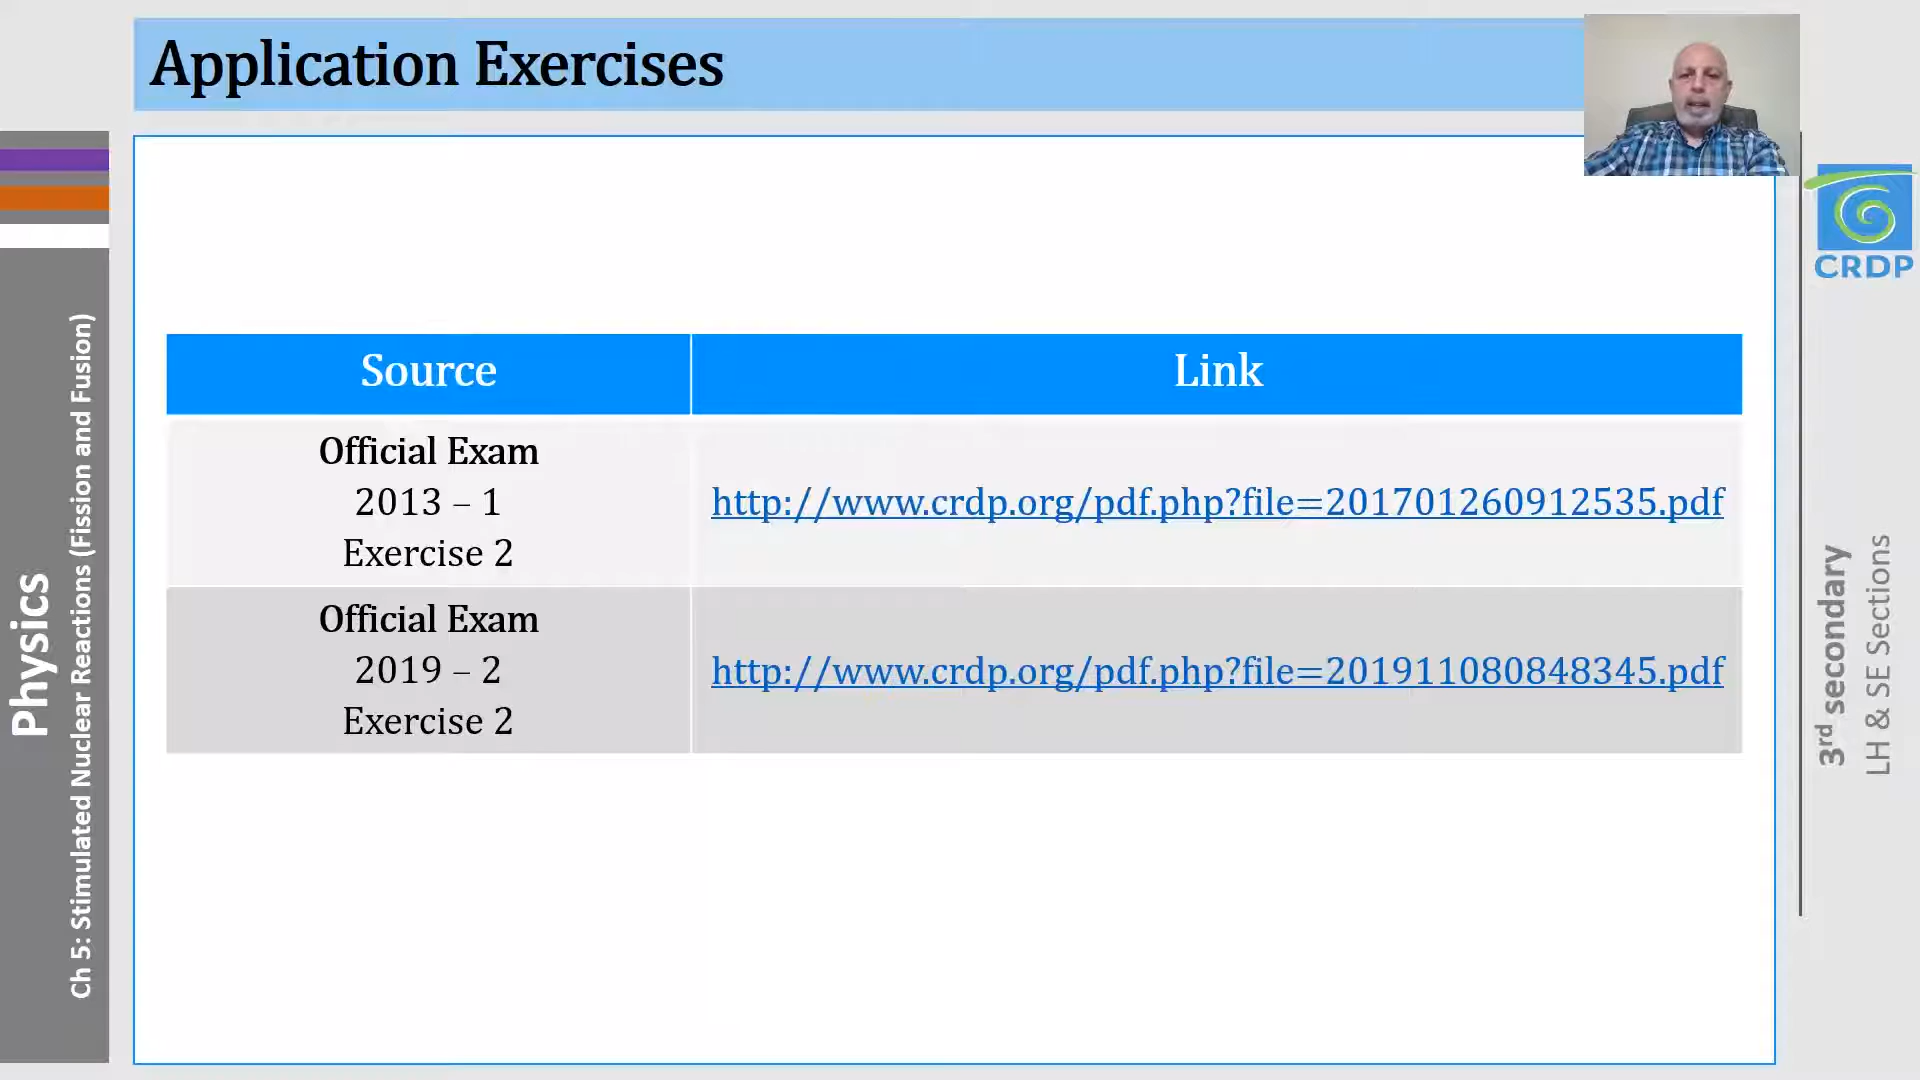 Application Exercises
Physics
Ch 5: Stimulated Nuclear Reactions (Fission and Fusion)
Source
Link
Official Exam
2013 – 1
Exercise 2
http://www.crdp.org/pdf.php?file=201701260912535.pdf
Official Exam
2019 – 2
Exercise 2
http://www.crdp.org/pdf.php?file=201911080848345.pdf
CRDP
3rd secondary
LH & SE Sections